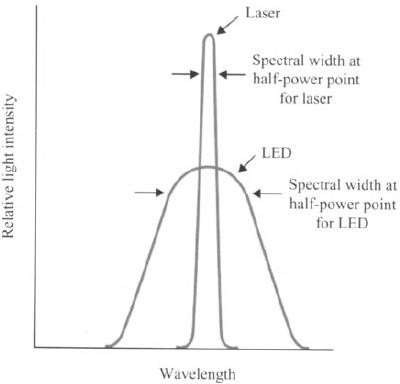 Laser
Spectral width at
half-power point
for laser
LED
Spectral width at
half-power point
for LED
Relative light intensity
Wavelength